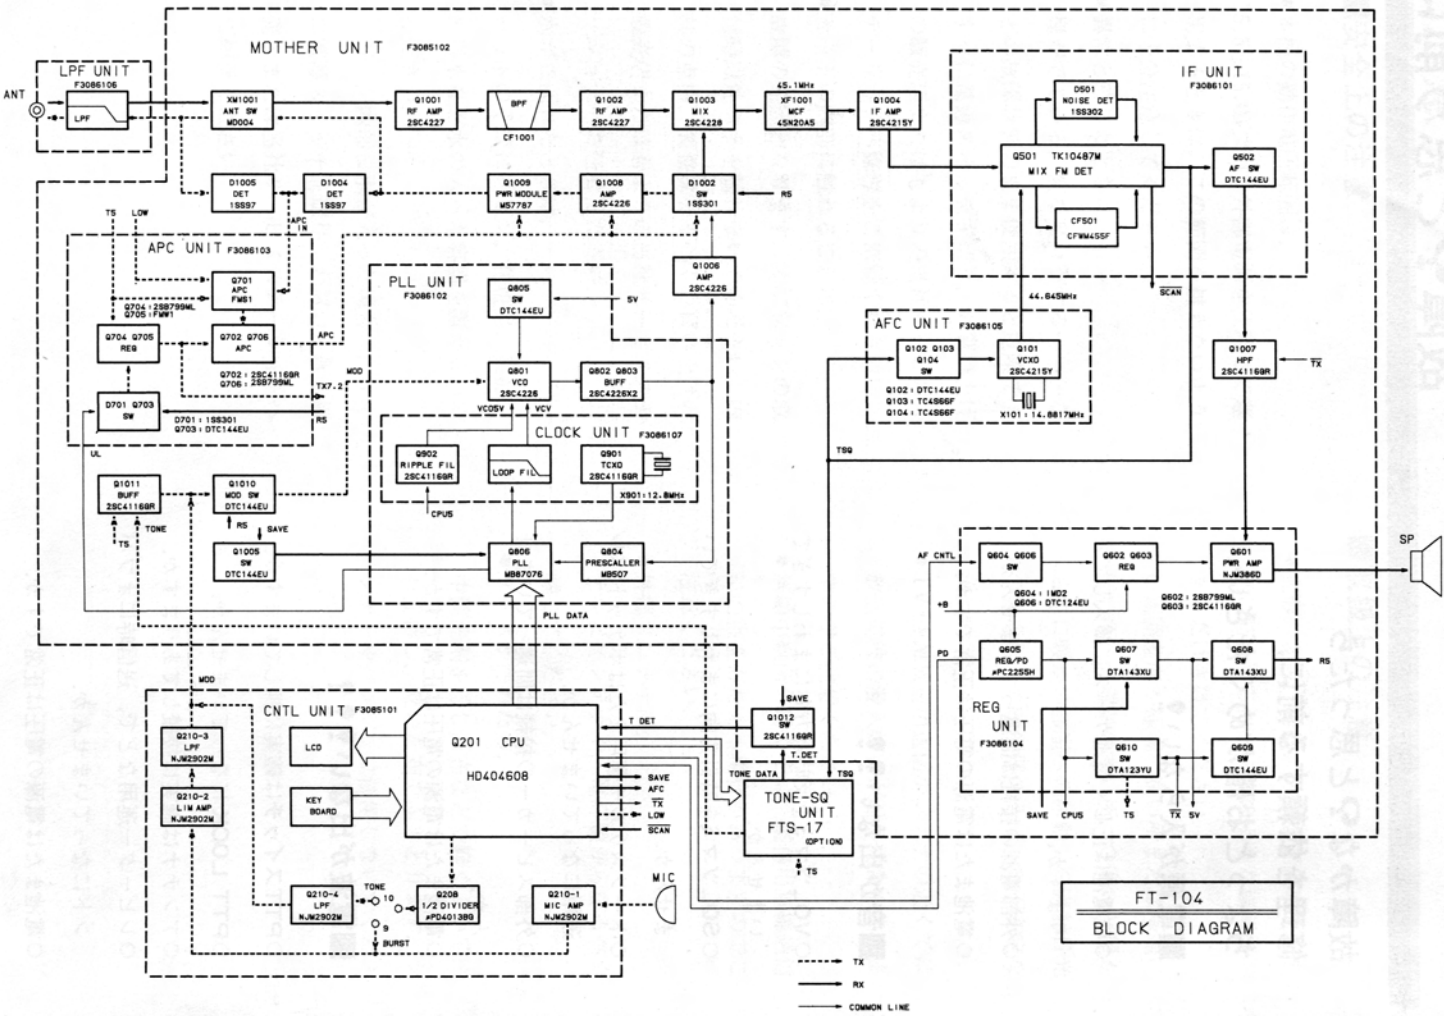 MOTHER UNIT F3085102
LPF UNIT
F3086106
ANT
LPF
XM1001
ANT SW
MD004
Q1001
RF AMP
2SC4227
BPF
CF1001
Q1002
RF AMP
2SC4227
Q1003
MIX
2SC4228
45.1MHz
XF1001
MCF
45N20A5
Q1004
IF AMP
2SC4215Y
IF UNIT
F3086101
D501
NOISE DET
1SS302
Q501 TK10487M
MIX FM DET
Q502
AF SW
DTC144EU
CF501
CFWM455F
SCAN
44.645MHz
D1005
DET
1SS97
D1004
DET
1SS97
Q1009
PWR MODULE
M57787
Q1008
AMP
2SC4226
D1002
SW
1SS301
R5
T5
LOW
APC
IN
APC UNIT F3086103
Q701
APC
FMS1
Q704 : 2SB799ML
Q705 : FMW1
Q704 Q705
REG
Q702 Q706
APC
APC
Q702 : 2SC4116GR
Q706 : 2SB799ML
TX7.2
D701 Q703
SW
D701 : 1SS301
Q703 : DTC144EU
R5
UL
MOD
PLL UNIT
F3086102
Q805
SW
DTC144EU
5V
Q1006
AMP
2SC4226
Q801
VCO
2SC4226
Q802 Q803
BUFF
2SC4226X2
VCO5V
VCV
CLOCK UNIT F3086107
Q902
RIPPLE FIL
2SC4116GR
LOOP FIL
Q901
TCXO
2SC4116GR
X901:12.8MHz
CPU5
Q806
PLL
MB87076
Q804
PRESCALLER
MB507
PLL DATA
AFC UNIT F3086105
Q102 Q103
Q104
SW
Q101
VCXO
2SC4215Y
Q102 : DTC144EU
Q103 : TC4S66F
Q104 : TC4S66F
X101 : 14.8817MHz
Q1007
HPF
2SC4116GR
TX
TSQ
Q1011
BUFF
2SC4116GR
Q1010
MOD SW
DTC144EU
TONE
T5
R5
SAVE
Q1005
SW
DTC144EU
AF CNTL
Q604 Q606
SW
Q602 Q603
REG
Q601
PWR AMP
NJM386D
SP
Q604 : IMD2
Q606 : DTC124EU
Q602 : 2SB799ML
Q603 : 2SC4116GR
+B
PD
Q605
REG/PD
μPC2255H
Q607
SW
DTA143XU
Q608
SW
DTA143XU
R5
REG
UNIT
F3086104
Q610
SW
DTA123YU
Q609
SW
DTC144EU
SAVE CPU5 T5 TX 5V
MOD
CNTL UNIT F3085101
Q210-3
LPF
NJM2902M
LCD
Q201 CPU
HD404608
Q210-2
LIM AMP
NJM2902M
KEY
BOARD
T DET
SAVE
Q1012
SW
2SC4116GR
T.DET
TONE DATA
TSQ
SAVE
AFC
TX
LOW
SCAN
TONE-SQ
UNIT
FTS-17
(OPTION)
T5
Q210-4
LPF
NJM2902M
TONE
10
9
BURST
Q208
1/2 DIVIDER
μPD4013BG
Q210-1
MIC AMP
NJM2902M
MIC
FT-104
BLOCK DIAGRAM
TX
RX
COMMON LINE